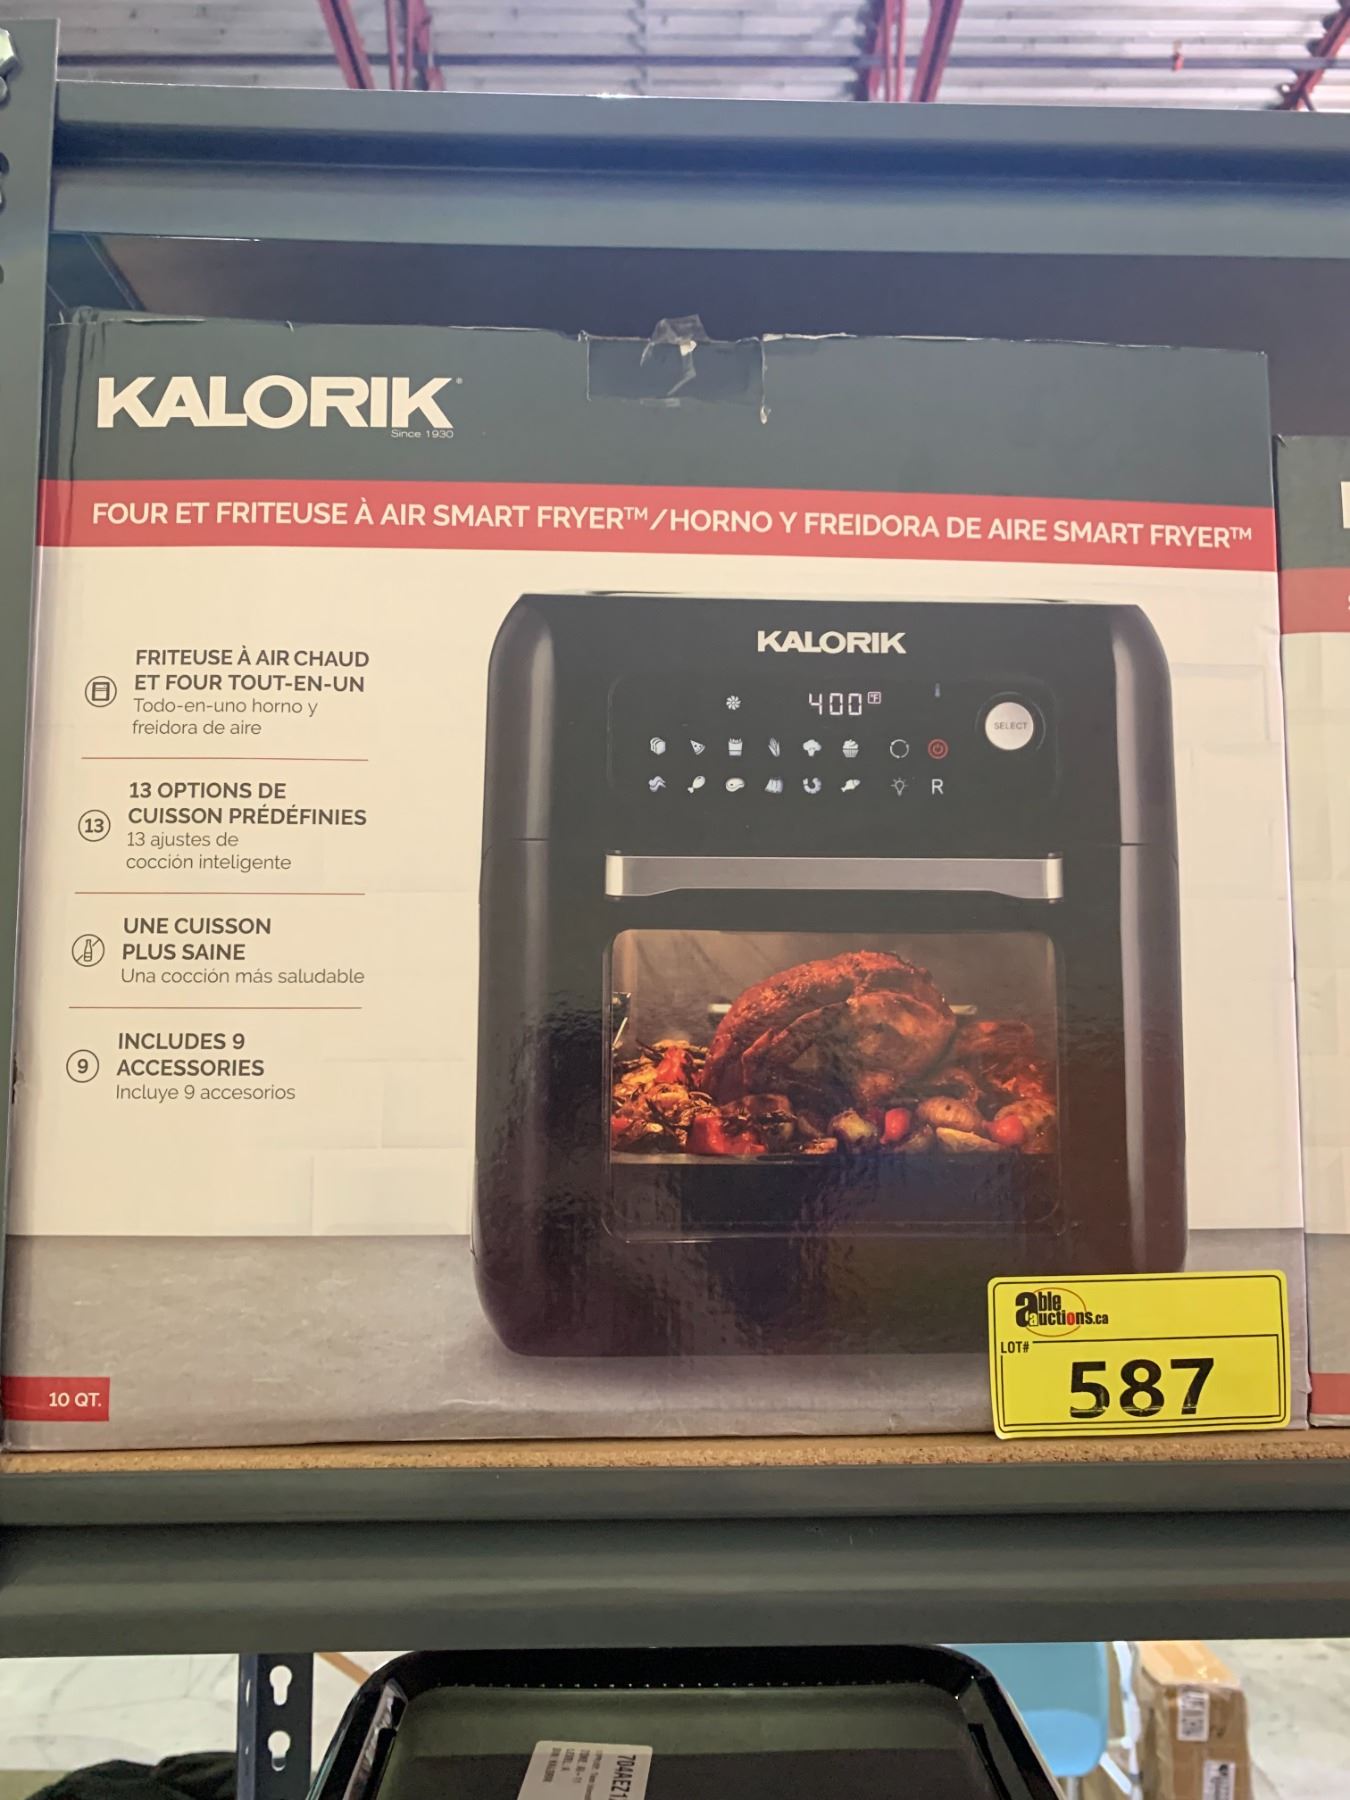 KALORIK
Since 1930
FOUR ET FRITEUSE À AIR SMART FRYER™/HORNO Y FREIDORA DE AIRE SMART FRYER™
FRITEUSE À AIR CHAUD
ET FOUR TOUT-EN-UN
Todo-en-uno horno y
freidora de aire
13
13 OPTIONS DE
CUISSON PRÉDÉFINIES
13 ajustes de
cocción inteligente
UNE CUISSON
PLUS SAINE
Una cocción más saludable
9
INCLUDES 9
ACCESSORIES
Incluye 9 accesorios
10 QT.
KALORIK
400 °F
SELECT
R
able
auctions.ca
LOT#
587